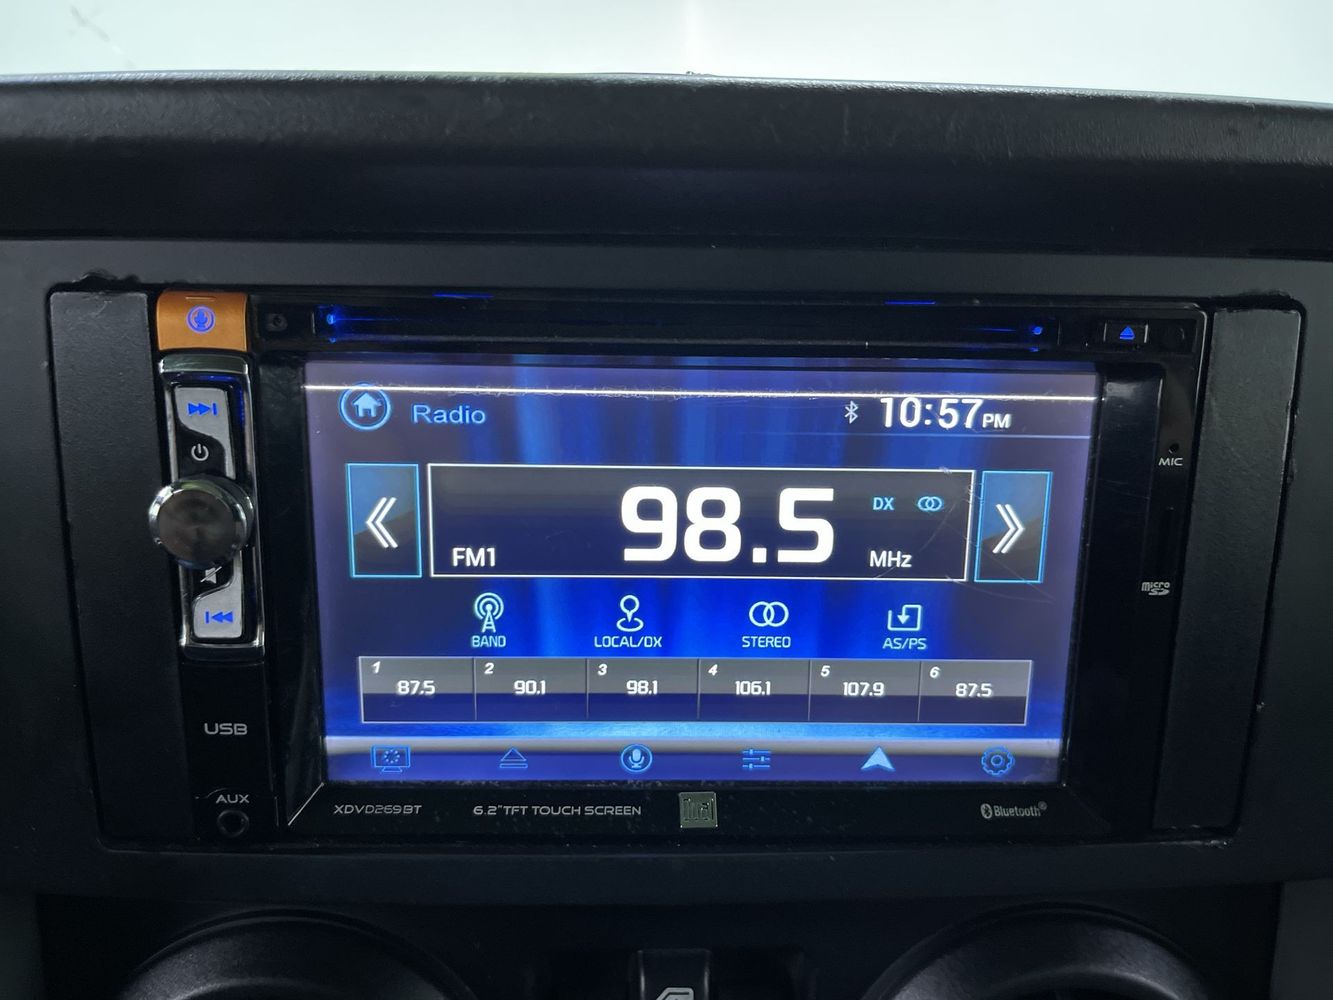 Radio
10:57PM
98.5
DX
FM1
MHz
BAND
LOCAL/DX
STEREO
AS/PS
1
87.5
2
90.1
3
98.1
4
106.1
5
107.9
6
87.5
MIC
micro SD
USB
AUX
XDVD269BT
6.2"TFT TOUCH SCREEN
Dual
Bluetooth®